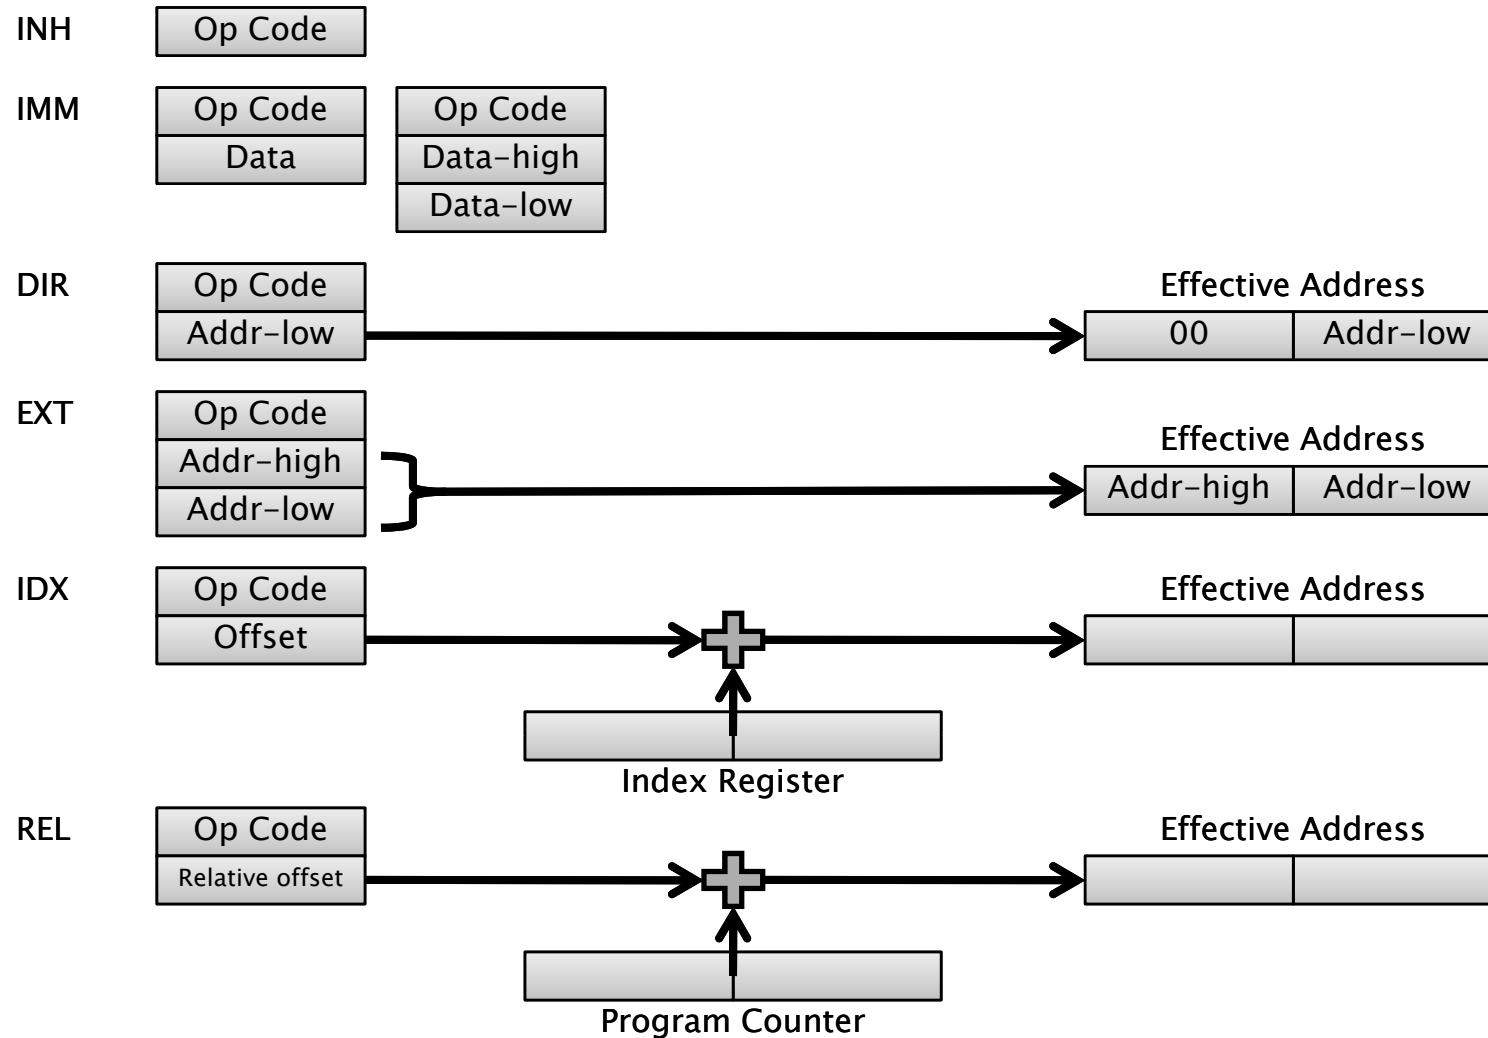 INH
Op Code
IMM
Op Code
Data
Op Code
Data-high
Data-low
DIR
Op Code
Addr-low
Effective Address
00
Addr-low
EXT
Op Code
Addr-high
Addr-low
Effective Address
Addr-high
Addr-low
IDX
Op Code
Offset
Effective Address
Index Register
REL
Op Code
Relative offset
Effective Address
Program Counter